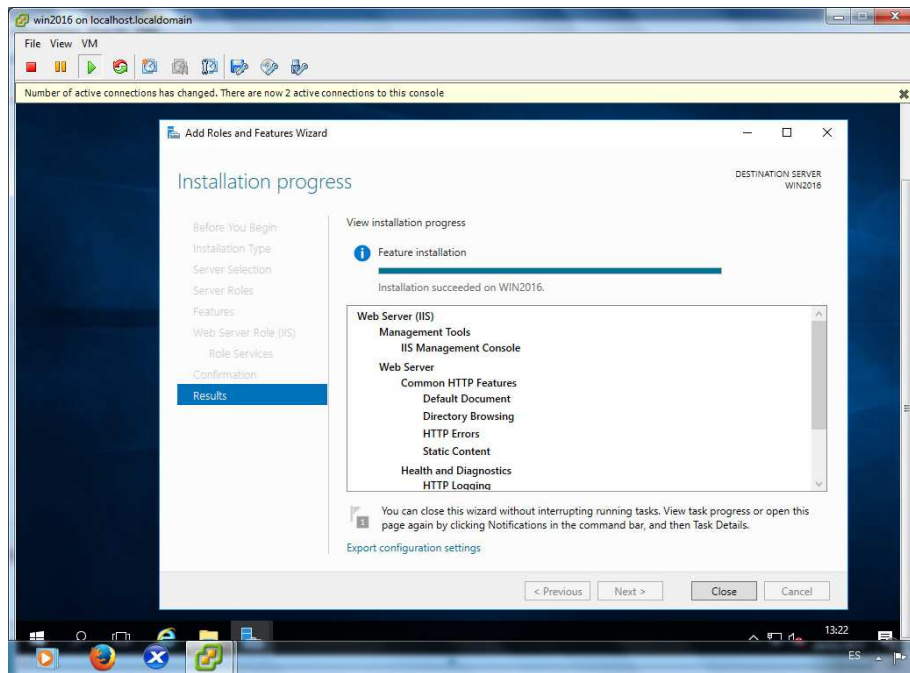 win2016 on localhost.localdomain
File View VM
Number of active connections has changed. There are now 2 active connections to this console
Add Roles and Features Wizard
Installation progress
DESTINATION SERVER
WIN2016
Before You Begin
Installation Type
Server Selection
Server Roles
Features
Web Server Role (IIS)
Role Services
Confirmation
Results
View installation progress
Feature installation
Installation succeeded on WIN2016.
Web Server (IIS)
Management Tools
IIS Management Console
Web Server
Common HTTP Features
Default Document
Directory Browsing
HTTP Errors
Static Content
Health and Diagnostics
HTTP Logging
1
You can close this wizard without interrupting running tasks. View task progress or open this
page again by clicking Notifications in the command bar, and then Task Details.
Export configuration settings
< Previous
Next >
Close
Cancel
13:22
ES